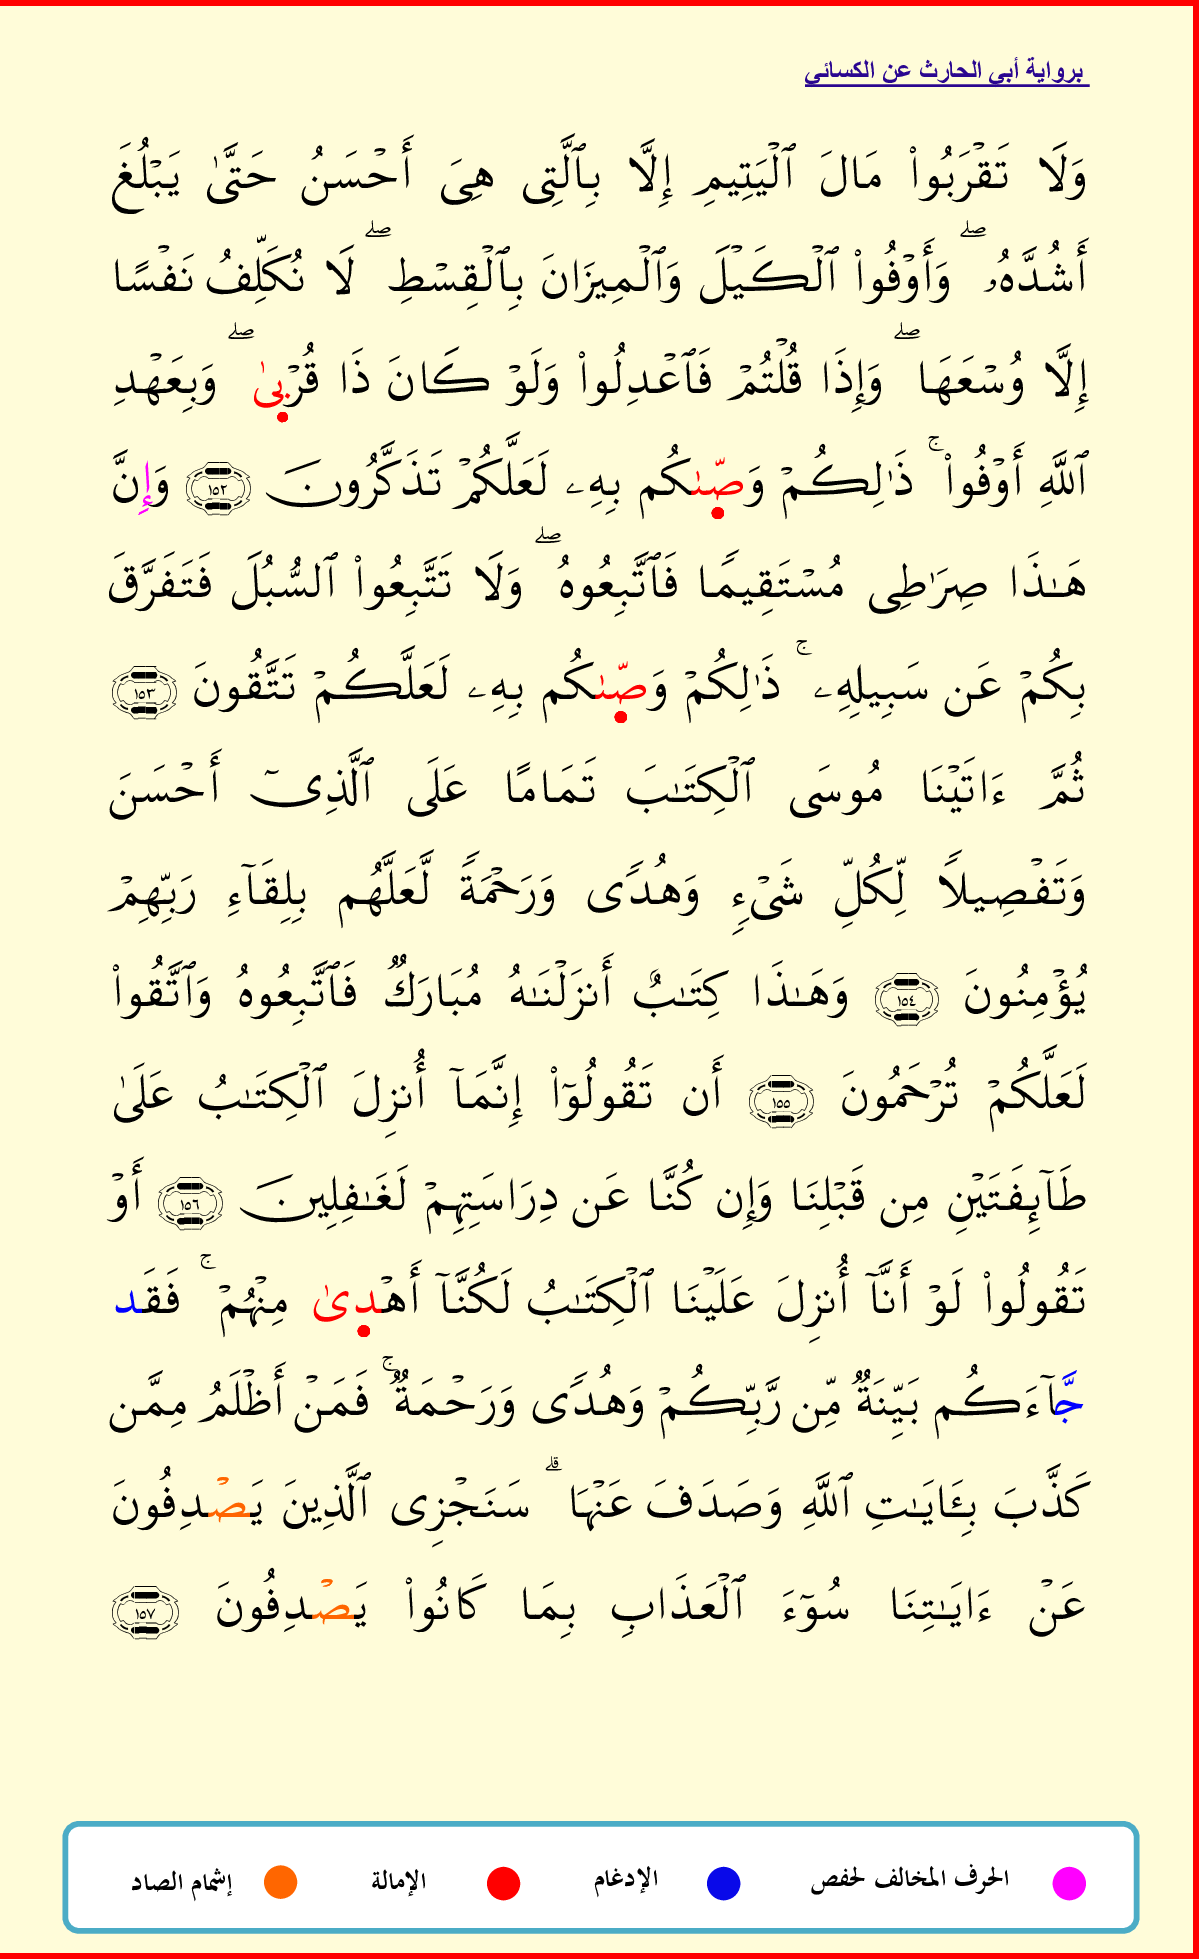 برواية أبي الحارث عن الكسائي
وَلَا تَقۡرَبُواْ مَالَ ٱلۡيَتِيمِ إِلَّا بِٱلَّتِى هِىَ أَحۡسَنُ حَتَّىٰ يَبۡلُغَ
أَشُدَّهُۥۖ وَأَوۡفُواْ ٱلۡكَيۡلَ وَٱلۡمِيزَانَ بِٱلۡقِسۡطِۖ لَا نُكَلِّفُ نَفۡسًا
إِلَّا وُسۡعَهَاۖ وَإِذَا قُلۡتُمۡ فَٱعۡدِلُواْ وَلَوۡ كَانَ ذَا قُرۡبىٰۖ وَبِعَهۡدِ
ٱللَّهِ أَوۡفُواْۚ ذَٰلِكُمۡ وَصّىٰكُم بِهِۦ لَعَلَّكُمۡ تَذَكَّرُونَ ١٥٢ وَإِنَّ
هَـٰذَا صِرَٰطِى مُسۡتَقِيمًا فَٱتَّبِعُوهُۖ وَلَا تَتَّبِعُواْ ٱلسُّبُلَ فَتَفَرَّقَ
بِكُمۡ عَن سَبِيلِهِۦۚ ذَٰلِكُمۡ وَصّىٰكُم بِهِۦ لَعَلَّكُمۡ تَتَّقُونَ ١٥٣
ثُمَّ ءَاتَيۡنَا مُوسَى ٱلۡكِتَـٰبَ تَمَامًا عَلَى ٱلَّذِىٓ أَحۡسَنَ
وَتَفۡصِيلًا لِّكُلِّ شَىۡءٍ وَهُدًى وَرَحۡمَةً لَّعَلَّهُم بِلِقَآءِ رَبِّهِمۡ
يُؤۡمِنُونَ ١٥٤ وَهَـٰذَا كِتَـٰبٌ أَنزَلۡنَـٰهُ مُبَارَكٌ فَٱتَّبِعُوهُ وَٱتَّقُواْ
لَعَلَّكُمۡ تُرۡحَمُونَ ١٥٥ أَن تَقُولُوٓاْ إِنَّمَآ أُنزِلَ ٱلۡكِتَـٰبُ عَلَىٰ
طَآئِفَتَيۡنِ مِن قَبۡلِنَا وَإِن كُنَّا عَن دِرَاسَتِهِمۡ لَغَـٰفِلِينَ ١٥٦ أَوۡ
تَقُولُواْ لَوۡ أَنَّآ أُنزِلَ عَلَيۡنَا ٱلۡكِتَـٰبُ لَكُنَّآ أَهۡدىٰ مِنۡهُمۡۚ فَقَد
جَّآءَكُم بَيِّنَةٌ مِّن رَّبِّكُمۡ وَهُدًى وَرَحۡمَةٌۚ فَمَنۡ أَظۡلَمُ مِمَّن
كَذَّبَ بِـَٔايَـٰتِ ٱللَّهِ وَصَدَفَ عَنۡهَاۗ سَنَجۡزِى ٱلَّذِينَ يَصۡدِفُونَ
عَنۡ ءَايَـٰتِنَا سُوٓءَ ٱلۡعَذَابِ بِمَا كَانُواْ يَصۡدِفُونَ ١٥٧
الحرف المخالف لحفص الإدغام الإمالة إشمام الصاد